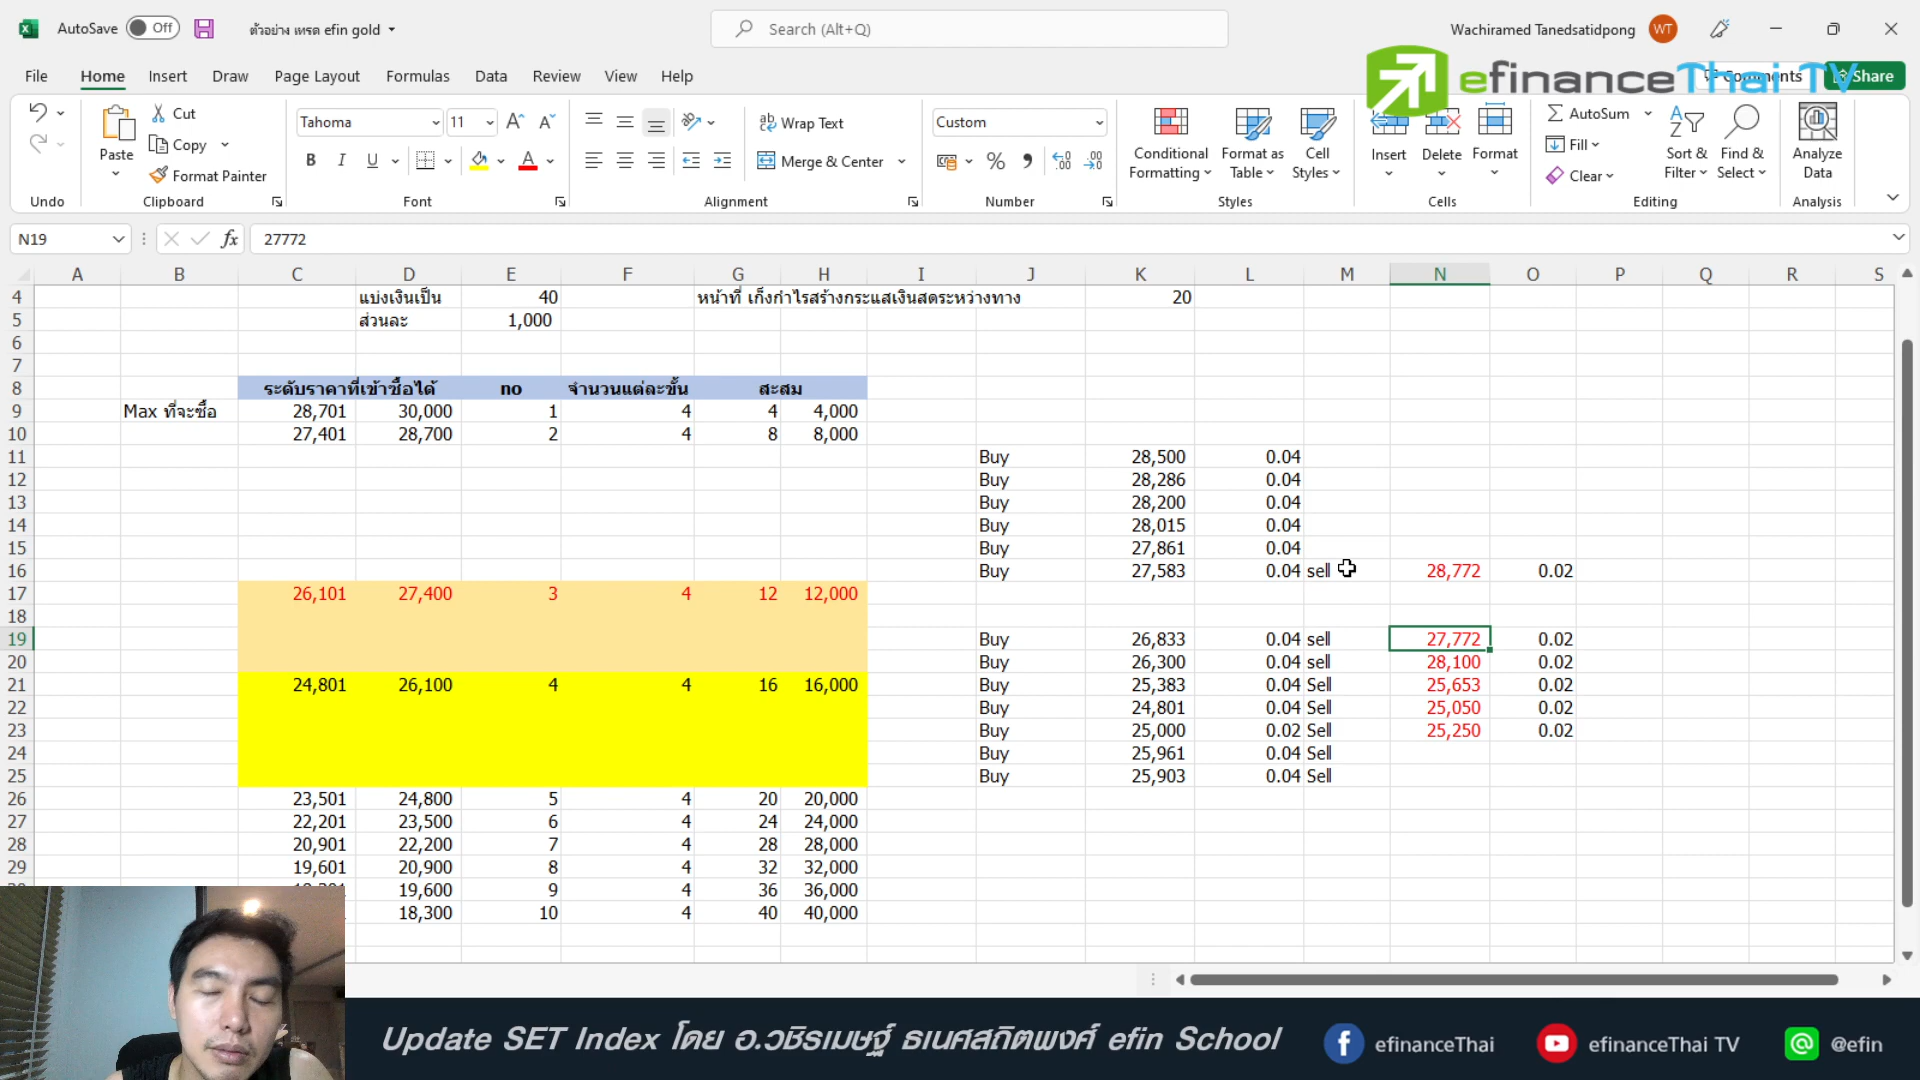 AutoSave Off ตัวอย่าง เทรด efin gold Search (Alt+Q) Wachiramed Tanedsatidpong WT
File Home Insert Draw Page Layout Formulas Data Review View Help Comments Share
efinanceThai TV
Paste Cut Copy Format Painter
Tahoma 11
B I U A
Wrap Text
Merge & Center
Custom
Conditional Formatting Format as Table Cell Styles
Insert Delete Format
AutoSum Fill Clear
Sort & Filter Find & Select
Analyze Data
Undo Clipboard Font Alignment Number Styles Cells Editing Analysis
N19 fx 27772
A B C D E F G H I J K L M N O P Q R S
4 แบ่งเงินเป็น 40 หน้าที่ เก็งกำไรสร้างกระแสเงินสดระหว่างทาง 20
5 ส่วนละ 1,000
6
7
8 ระดับราคาที่เข้าซื้อได้ no จำนวนแต่ละขั้น สะสม
9 Max ที่จะซื้อ 28,701 30,000 1 4 4 4,000
10 27,401 28,700 2 4 8 8,000
11 Buy 28,500 0.04
12 Buy 28,286 0.04
13 Buy 28,200 0.04
14 Buy 28,015 0.04
15 Buy 27,861 0.04
16 Buy 27,583 0.04 sell 28,772 0.02
17 26,101 27,400 3 4 12 12,000
18
19 Buy 26,833 0.04 sell 27,772 0.02
20 Buy 26,300 0.04 sell 28,100 0.02
21 24,801 26,100 4 4 16 16,000 Buy 25,383 0.04 Sell 25,653 0.02
22 Buy 24,801 0.04 Sell 25,050 0.02
23 Buy 25,000 0.02 Sell 25,250 0.02
24 Buy 25,961 0.04 Sell
25 Buy 25,903 0.04 Sell
26 23,501 24,800 5 4 20 20,000
27 22,201 23,500 6 4 24 24,000
28 20,901 22,200 7 4 28 28,000
29 19,601 20,900 8 4 32 32,000
19,600 9 4 36 36,000
18,300 10 4 40 40,000
Update SET Index โดย อ.วชิรเมษฐ์ ธเนศสถิตพงศ์ efin School efinanceThai efinanceThai TV @efin